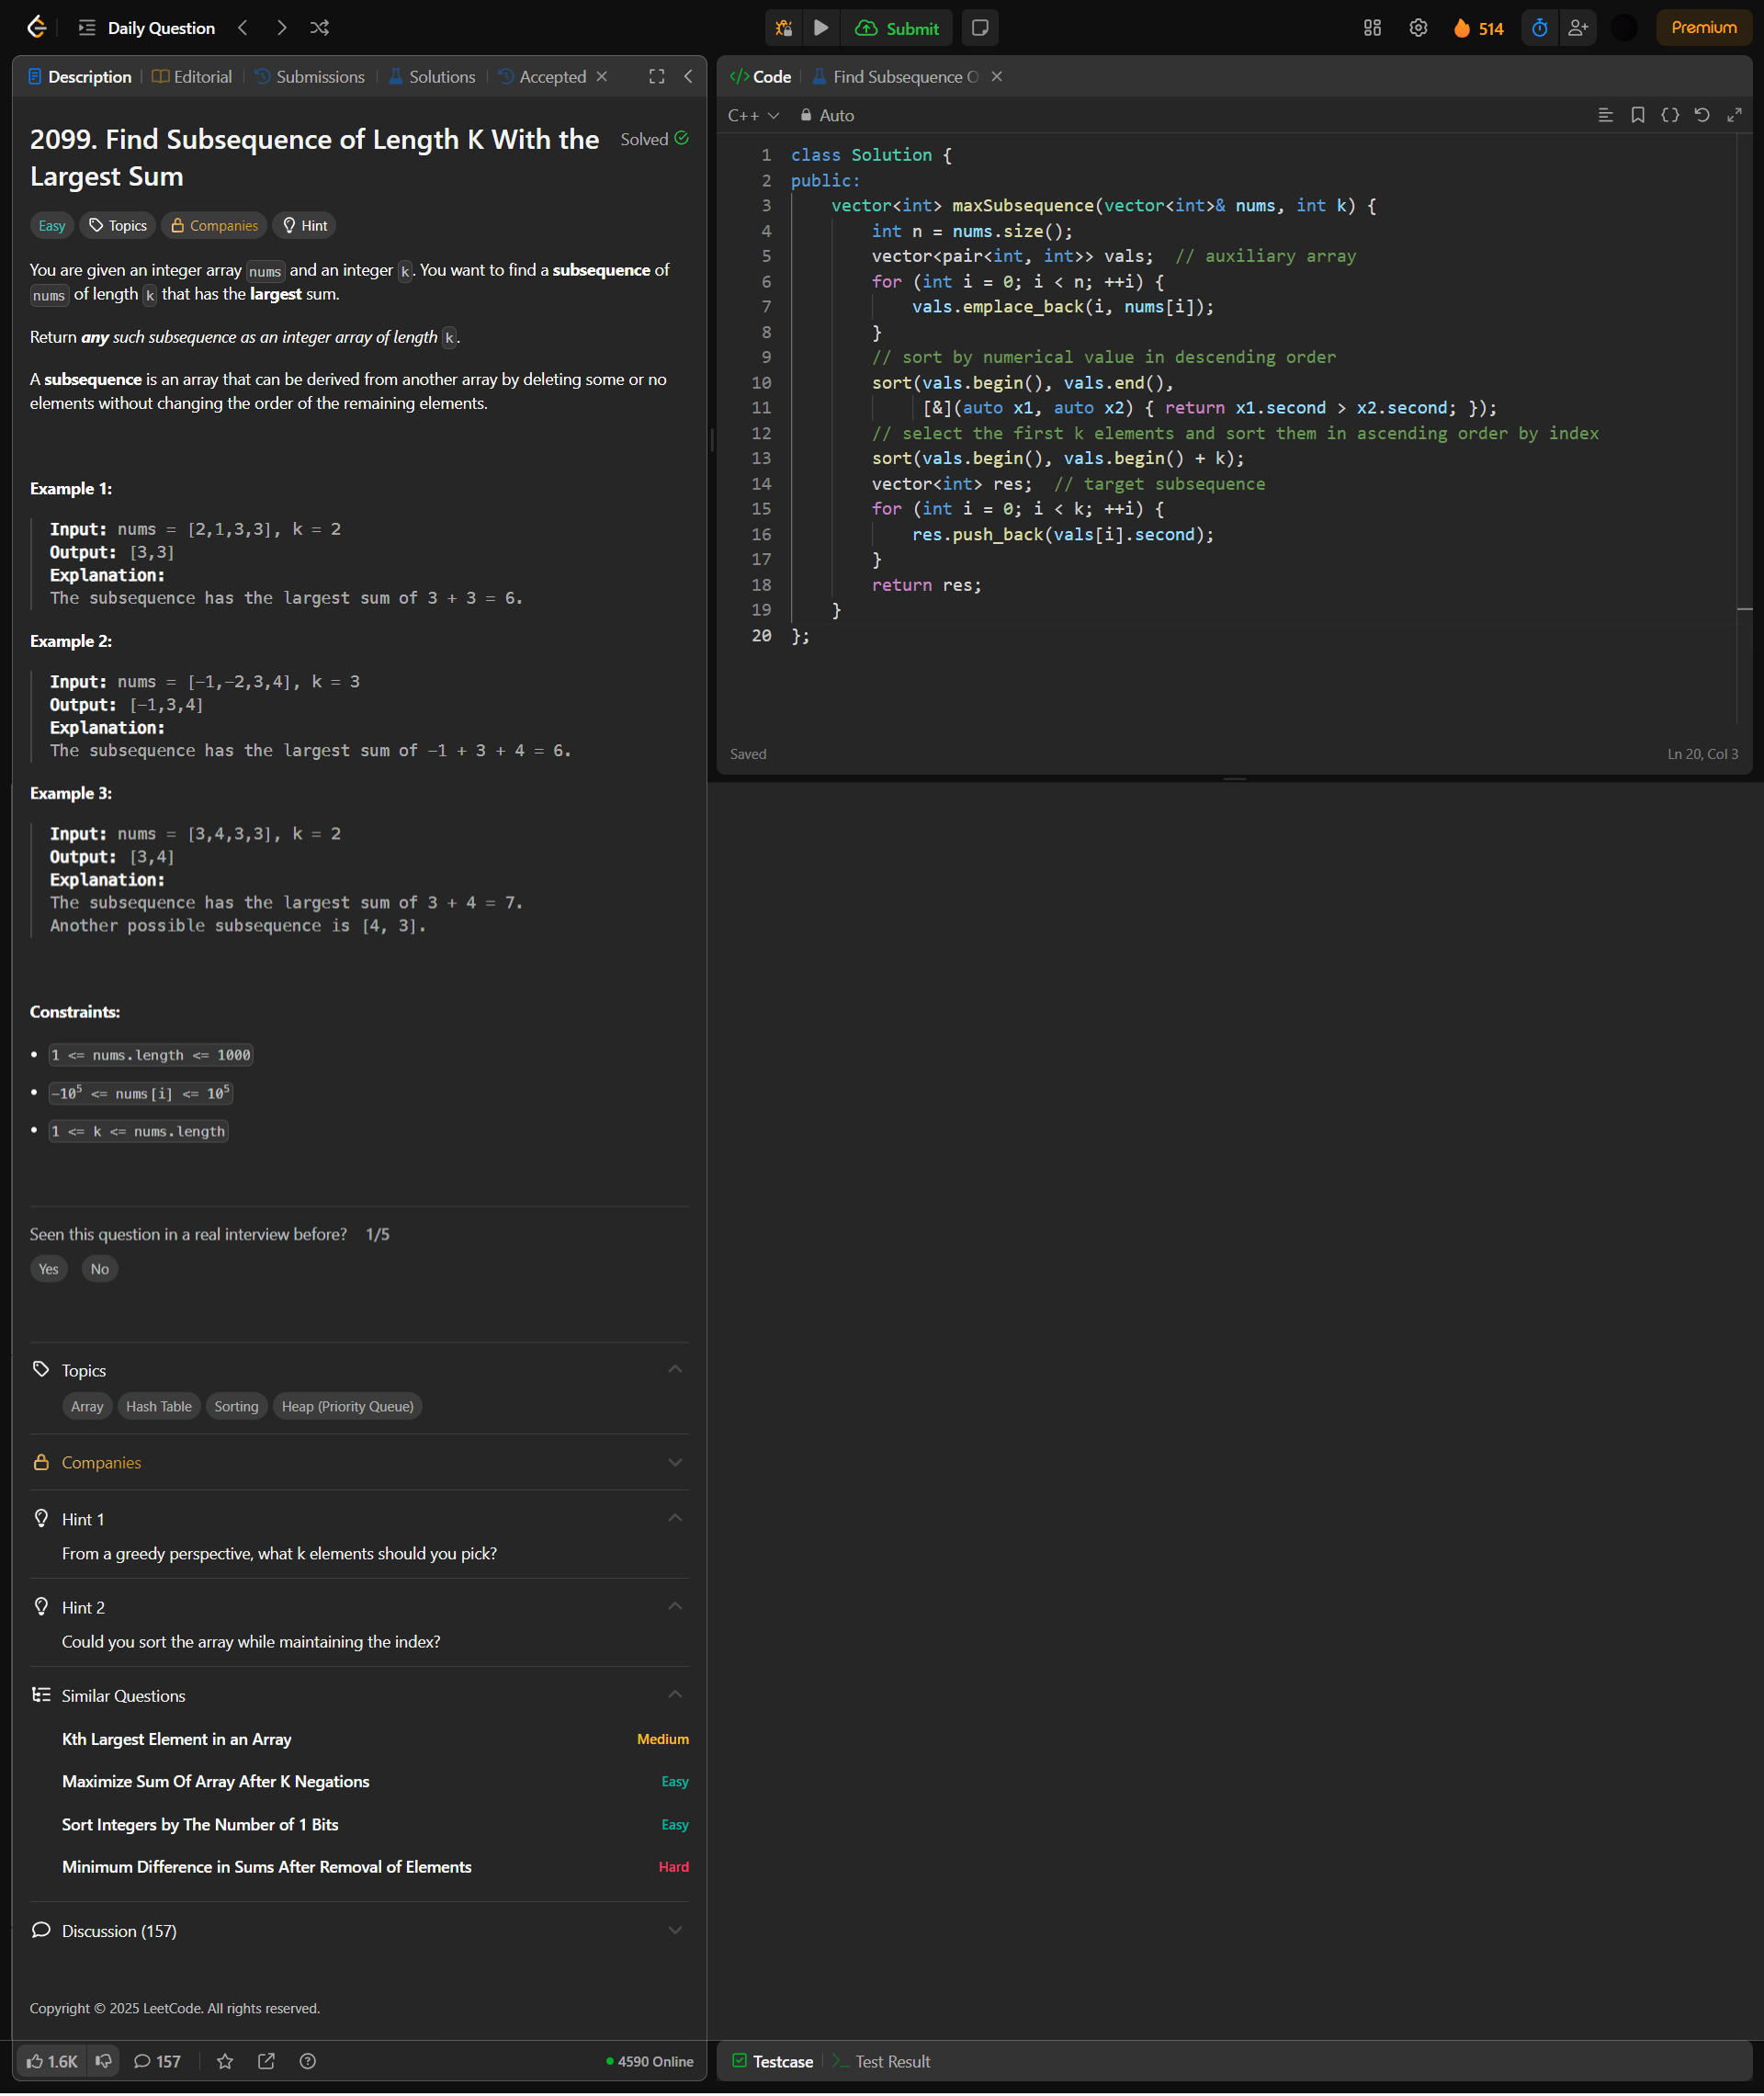 Daily Question
Submit
514
Premium
Description
Editorial
Submissions
Solutions
Accepted
2099. Find Subsequence of Length K With the
Largest Sum
Solved
Easy
Topics
Companies
Hint
You are given an integer array nums and an integer k. You want to find a subsequence of
nums of length k that has the largest sum.
Return any such subsequence as an integer array of length k.
A subsequence is an array that can be derived from another array by deleting some or no
elements without changing the order of the remaining elements.
Example 1:
Input: nums = [2,1,3,3], k = 2
Output: [3,3]
Explanation:
The subsequence has the largest sum of 3 + 3 = 6.
Example 2:
Input: nums = [-1,-2,3,4], k = 3
Output: [-1,3,4]
Explanation:
The subsequence has the largest sum of -1 + 3 + 4 = 6.
Example 3:
Input: nums = [3,4,3,3], k = 2
Output: [3,4]
Explanation:
The subsequence has the largest sum of 3 + 4 = 7.
Another possible subsequence is [4, 3].
Constraints:
1 <= nums.length <= 1000
-10⁵ <= nums[i] <= 10⁵
1 <= k <= nums.length
Seen this question in a real interview before? 1/5
Yes No
Topics
Array Hash Table Sorting Heap (Priority Queue)
Companies
Hint 1
From a greedy perspective, what k elements should you pick?
Hint 2
Could you sort the array while maintaining the index?
Similar Questions
Kth Largest Element in an Array Medium
Maximize Sum Of Array After K Negations Easy
Sort Integers by The Number of 1 Bits Easy
Minimum Difference in Sums After Removal of Elements Hard
Discussion (157)
Copyright © 2025 LeetCode. All rights reserved.
1.6K 157 4590 Online
</> Code
Find Subsequence O
C++ Auto
1 class Solution {
2 public:
3 vector<int> maxSubsequence(vector<int>& nums, int k) {
4 int n = nums.size();
5 vector<pair<int, int>> vals; // auxiliary array
6 for (int i = 0; i < n; ++i) {
7 vals.emplace_back(i, nums[i]);
8 }
9 // sort by numerical value in descending order
10 sort(vals.begin(), vals.end(),
11 [&](auto x1, auto x2) { return x1.second > x2.second; });
12 // select the first k elements and sort them in ascending order by index
13 sort(vals.begin(), vals.begin() + k);
14 vector<int> res; // target subsequence
15 for (int i = 0; i < k; ++i) {
16 res.push_back(vals[i].second);
17 }
18 return res;
19 }
20 };
Saved
Ln 20, Col 3
Testcase
Test Result